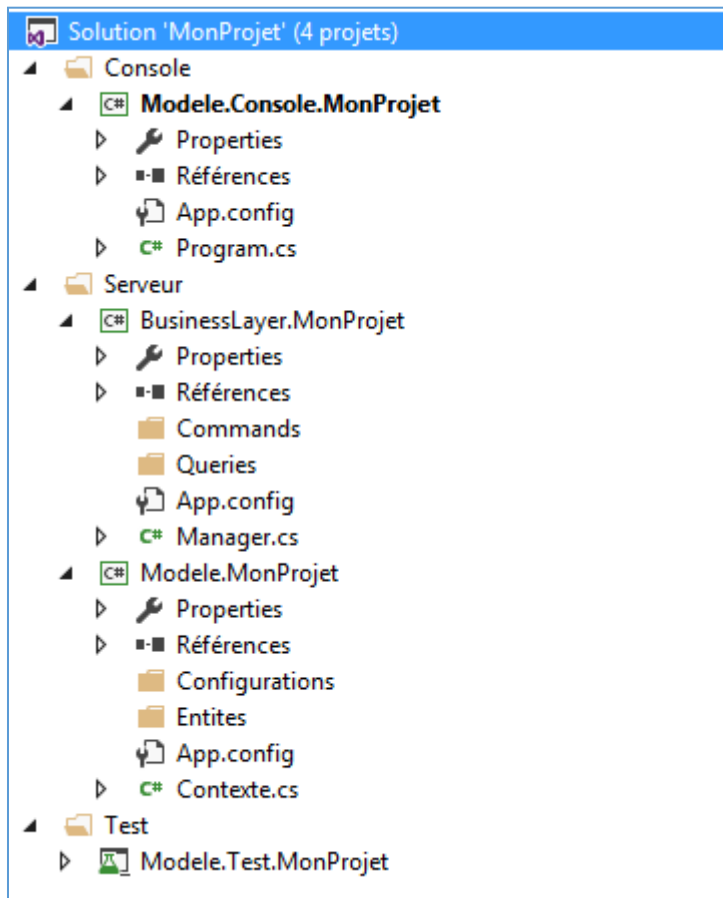 Solution 'MonProjet' (4 projets)
Console
C# Modele.Console.MonProjet
Properties
Références
App.config
C# Program.cs
Serveur
C# BusinessLayer.MonProjet
Properties
Références
Commands
Queries
App.config
C# Manager.cs
C# Modele.MonProjet
Properties
Références
Configurations
Entites
App.config
C# Contexte.cs
Test
Modele.Test.MonProjet